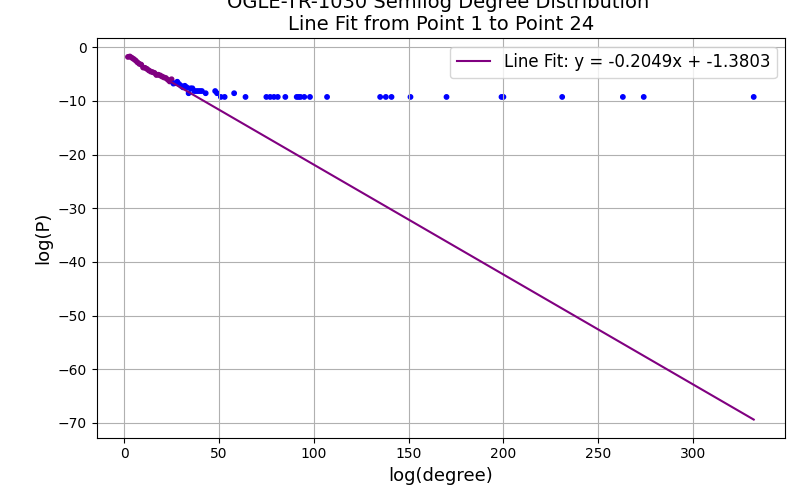 OGLE-TR-1030 Semilog Degree Distribution
Line Fit from Point 1 to Point 24
Line Fit: y = -0.2049x + -1.3803
0
−10
−20
−30
−40
−50
−60
−70
log(P)
0 50 100 150 200 250 300
log(degree)